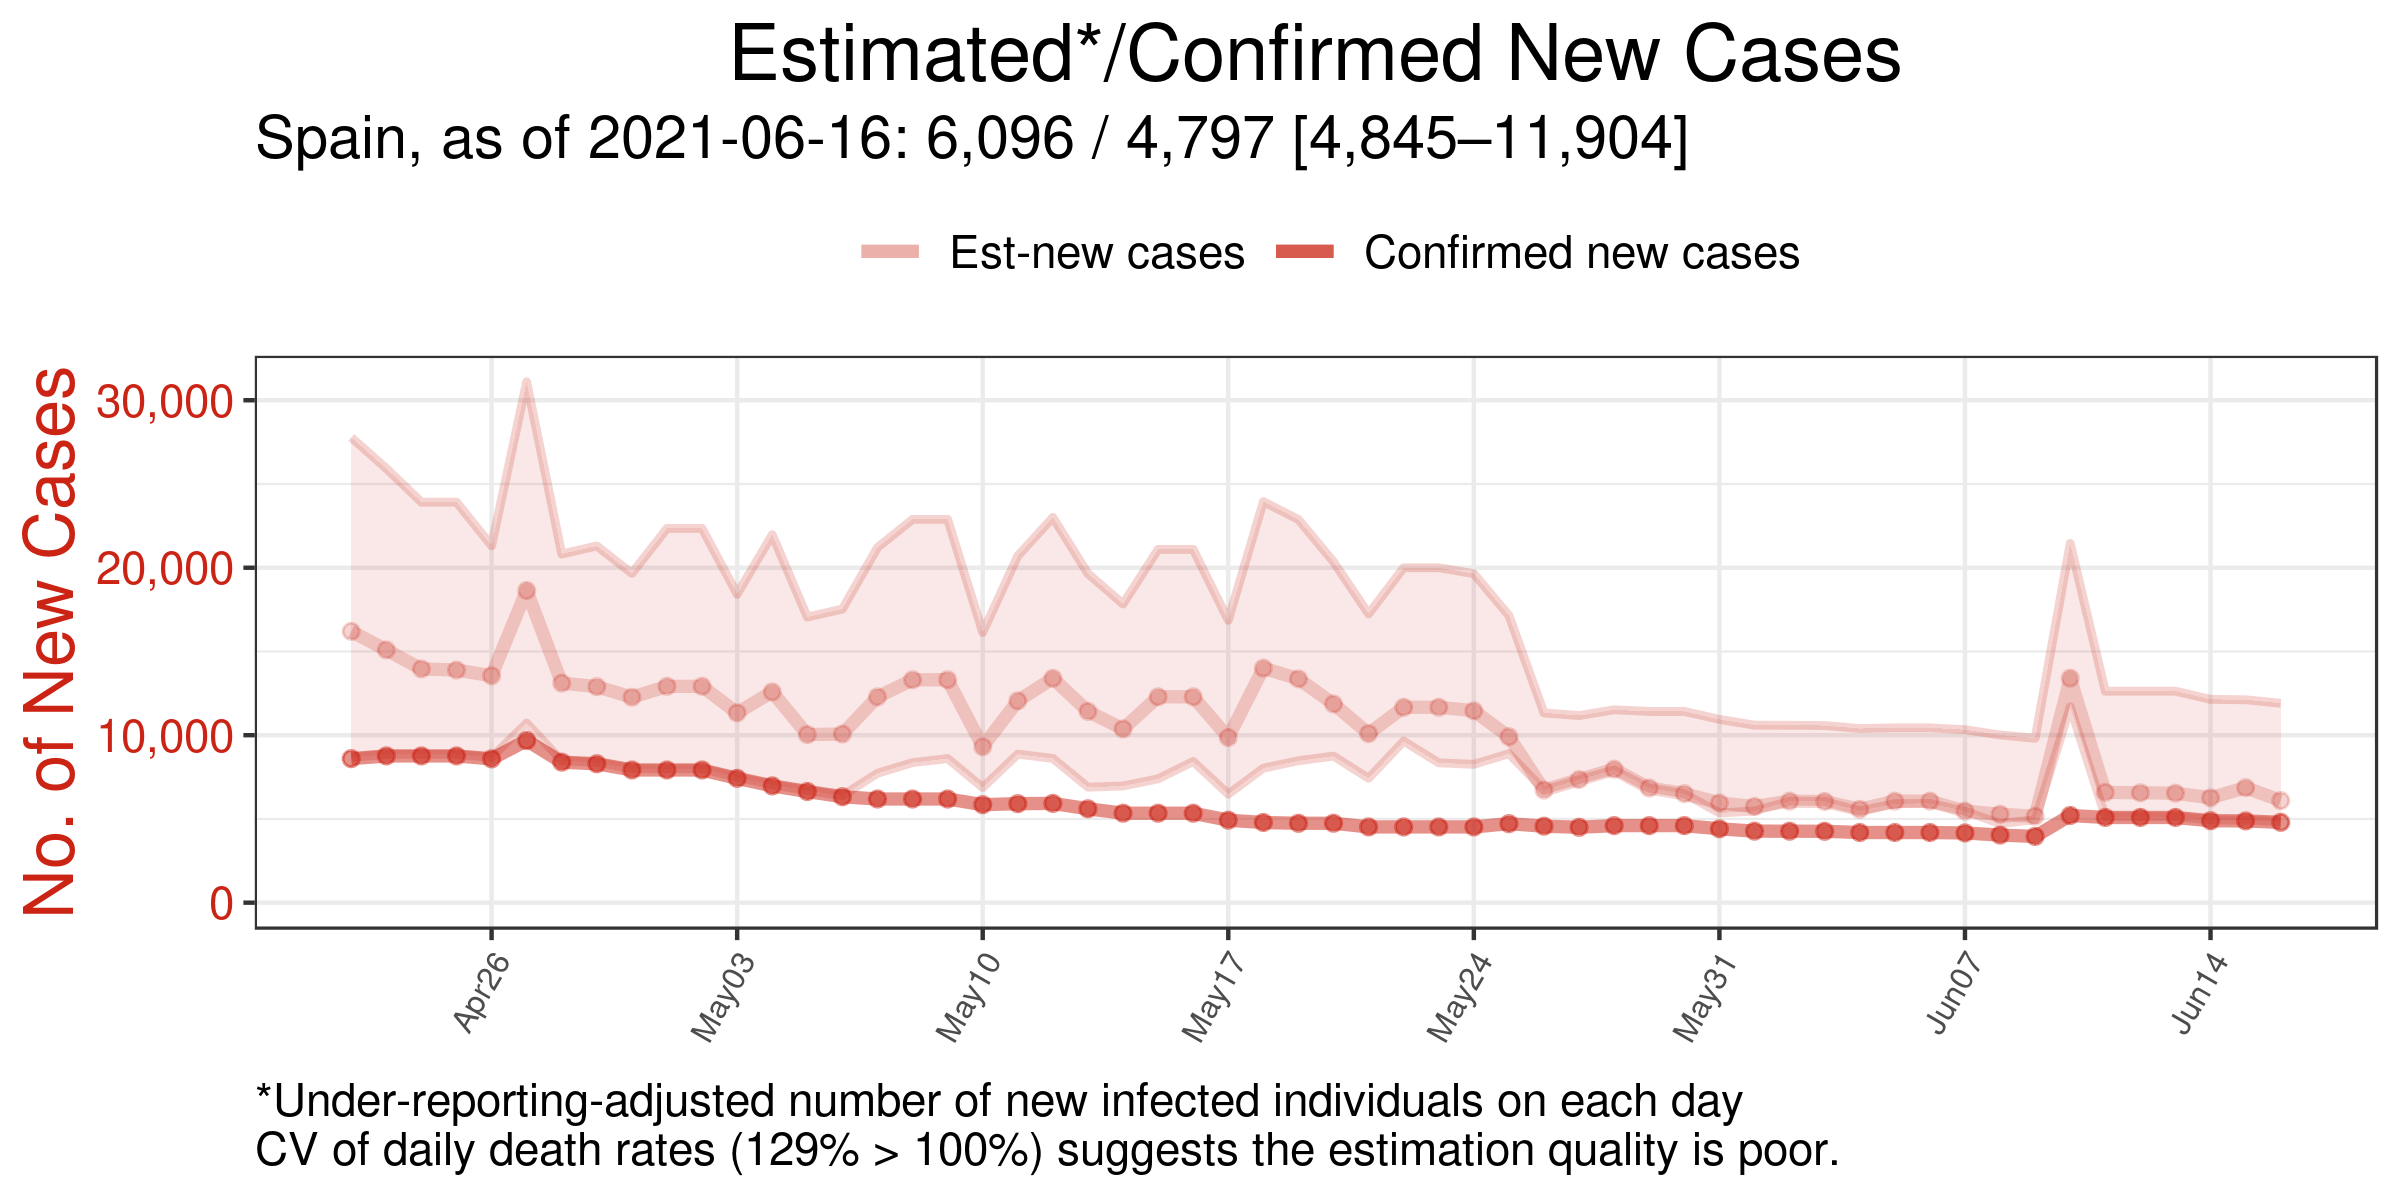 Estimated*/Confirmed New Cases
Spain, as of 2021-06-16: 6,096 / 4,797 [4,845–11,904]
Est-new cases Confirmed new cases
No. of New Cases
30,000
20,000
10,000
0
Apr26 May03 May10 May17 May24 May31 Jun07 Jun14
*Under-reporting-adjusted number of new infected individuals on each day
CV of daily death rates (129% > 100%) suggests the estimation quality is poor.